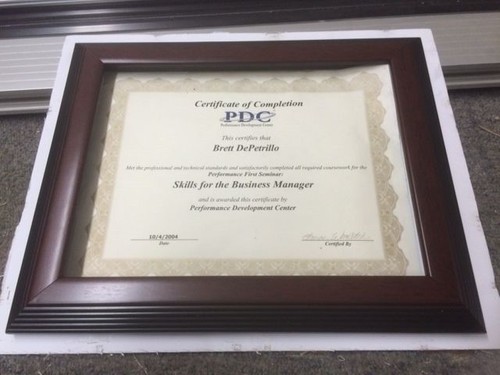 Certificate of Completion
PDC
Performance Development Center
This certifies that
Brett DePetrillo
Met the professional and technical standards and satisfactorily completed all required coursework for the
Performance First Seminar:
Skills for the Business Manager
and is awarded this certificate by
Performance Development Center
10/4/2004
Date
Certified By